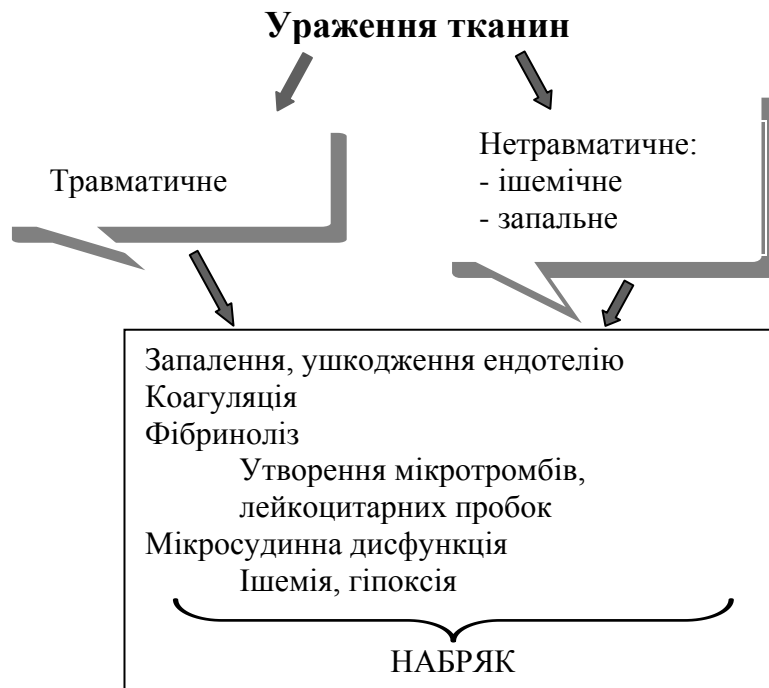 Ураження тканин
Травматичне
Нетравматичне:
- ішемічне
- запальне
Запалення, ушкодження ендотелію
Коагуляція
Фібриноліз
Утворення мікротромбів,
лейкоцитарних пробок
Мікросудинна дисфункція
Ішемія, гіпоксія
НАБРЯК